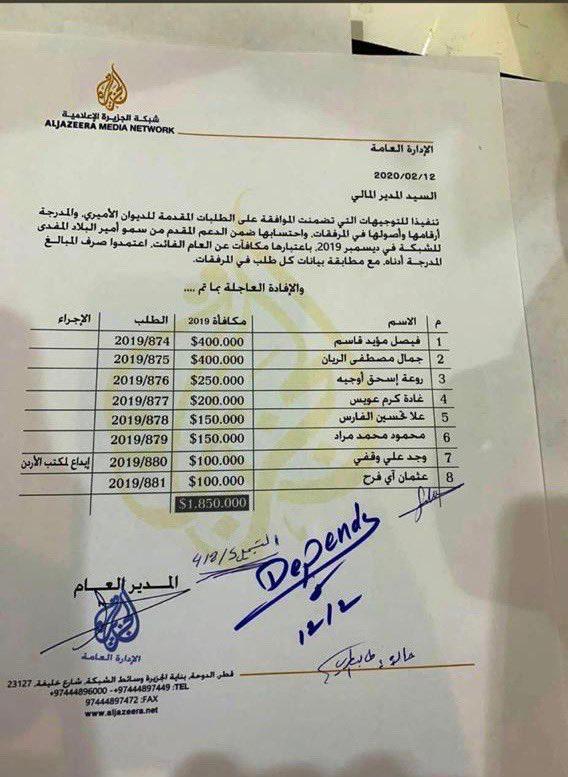 شبكة الجزيرة الإعلامية
ALJAZEERA MEDIA NETWORK
الإدارة العامة
2020/02/12
السيد المدير المالي
تنفيذا للتوجيهات التي تضمنت الموافقة على الطلبات المقدمة للديوان الأميري، والمدرجة
أرقامها وأصولها في المرفقات، واحتسابها ضمن الدعم المقدم من سمو أمير البلاد المفدى
للشبكة في ديسمبر 2019، باعتبارها مكافآت عن العام الفائت، اعتمدوا صرف المبالغ
المدرجة أدناه، مع مطابقة بيانات كل طلب في المرفقات.
والإفادة العاجلة بما تم ....
م الاسم مكافأة 2019 الطلب الإجراء
1 فيصل مؤيد قاسم $400.000 2019/874
2 جمال مصطفى الريان $400.000 2019/875
3 روعة إسحق أوجيه $250.000 2019/876
4 غادة كرم عويس $200.000 2019/877
5 علا تحسين الفارس $150.000 2019/878
6 محمود محمد مراد $150.000 2019/879
7 وجد علي وقفي $100.000 2019/880 إيداع لمكتب الأردن
8 عثمان آي فرح $100.000 2019/881
$1,850.000
Depends
12/2
المدير العام
الإدارة العامة
قطر، الدوحة، بناية الجزيرة وسائط الشبكة، شارع خليفة، 23127
+97444896000 -+97444897449 :TEL
+97444897472 :FAX
www.aljazeera.net